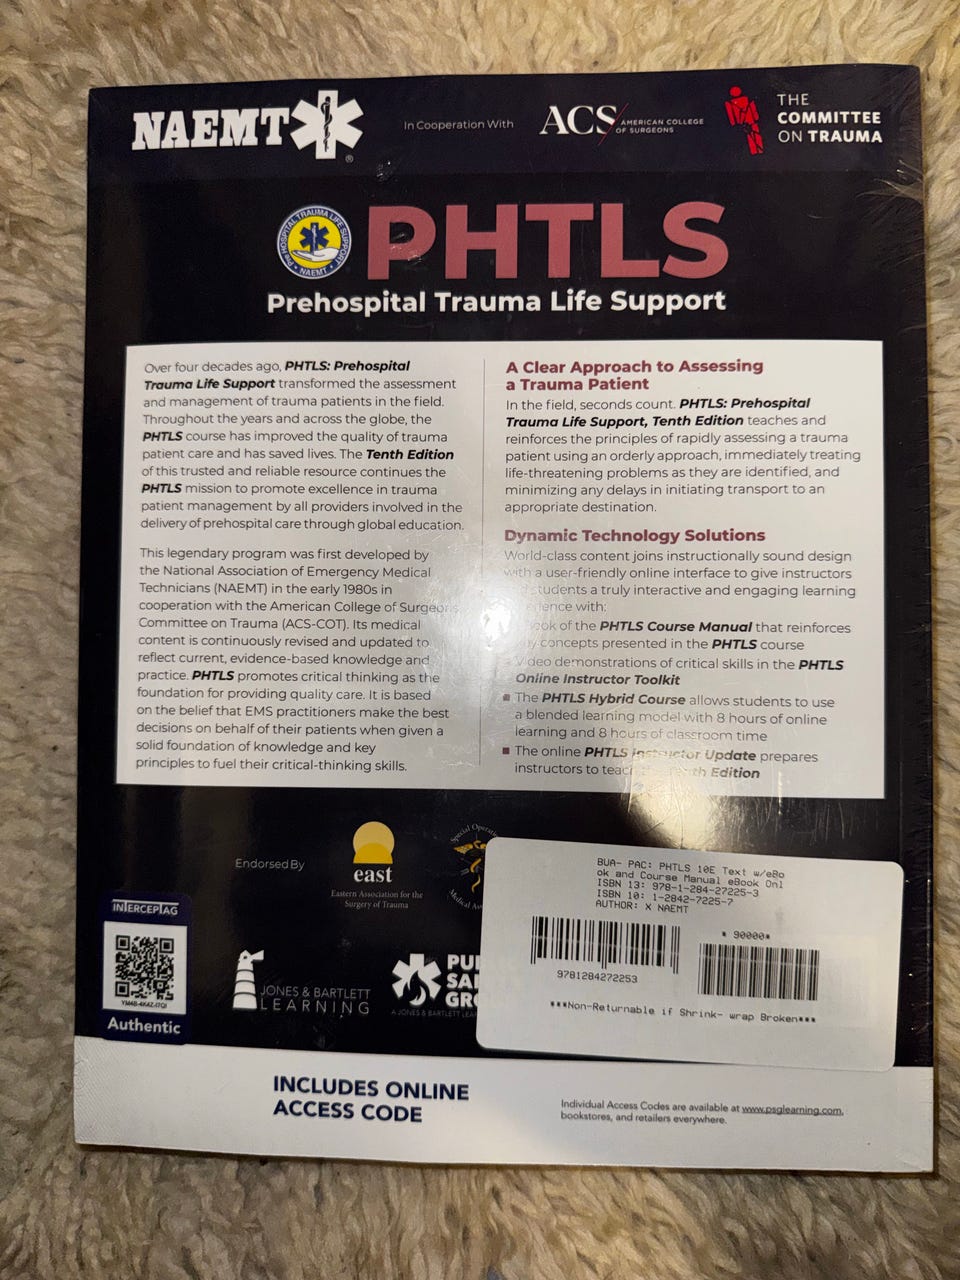 NAEMT
®
In Cooperation With
ACS AMERICAN COLLEGE
OF SURGEONS
THE
COMMITTEE
ON TRAUMA
PREHOSPITAL TRAUMA LIFE SUPPORT
NAEMT
PHTLS
Prehospital Trauma Life Support
Over four decades ago, PHTLS: Prehospital
Trauma Life Support transformed the assessment
and management of trauma patients in the field.
Throughout the years and across the globe, the
PHTLS course has improved the quality of trauma
patient care and has saved lives. The Tenth Edition
of this trusted and reliable resource continues the
PHTLS mission to promote excellence in trauma
patient management by all providers involved in the
delivery of prehospital care through global education.
This legendary program was first developed by
the National Association of Emergency Medical
Technicians (NAEMT) in the early 1980s in
cooperation with the American College of Surgeons
Committee on Trauma (ACS-COT). Its medical
content is continuously revised and updated to
reflect current, evidence-based knowledge and
practice. PHTLS promotes critical thinking as the
foundation for providing quality care. It is based
on the belief that EMS practitioners make the best
decisions on behalf of their patients when given a
solid foundation of knowledge and key
principles to fuel their critical-thinking skills.
A Clear Approach to Assessing
a Trauma Patient
In the field, seconds count. PHTLS: Prehospital
Trauma Life Support, Tenth Edition teaches and
reinforces the principles of rapidly assessing a trauma
patient using an orderly approach, immediately treating
life-threatening problems as they are identified, and
minimizing any delays in initiating transport to an
appropriate destination.
Dynamic Technology Solutions
World-class content joins instructionally sound design
with a user-friendly online interface to give instructors
students a truly interactive and engaging learning
with:
of the PHTLS Course Manual that reinforces
concepts presented in the PHTLS course
Video demonstrations of critical skills in the PHTLS
Online Instructor Toolkit
The PHTLS Hybrid Course allows students to use
a blended learning model with 8 hours of online
learning and 8 hours of classroom time
The online PHTLS Instructor Update prepares
instructors to teach Tenth Edition
Endorsed By
east
Eastern Association for the
Surgery of Trauma
Special Opera
Medical As
INTERCEPTAG
Authentic
JONES & BARTLETT
LEARNING
PU
SA
GR
A JONES & BARTLETT LEA
BUA- PAC: PHTLS 10E Text w/eBo
ok and Course Manual eBook Onl
ISBN 13: 978-1-284-27225-3
ISBN 10: 1-2842-7225-7
AUTHOR: X NAEMT
* 90000*
9781284272253
***Non-Returnable if Shrink- wrap Broken***
INCLUDES ONLINE
ACCESS CODE
Individual Access Codes are available at www.psglearning.com,
bookstores, and retailers everywhere.